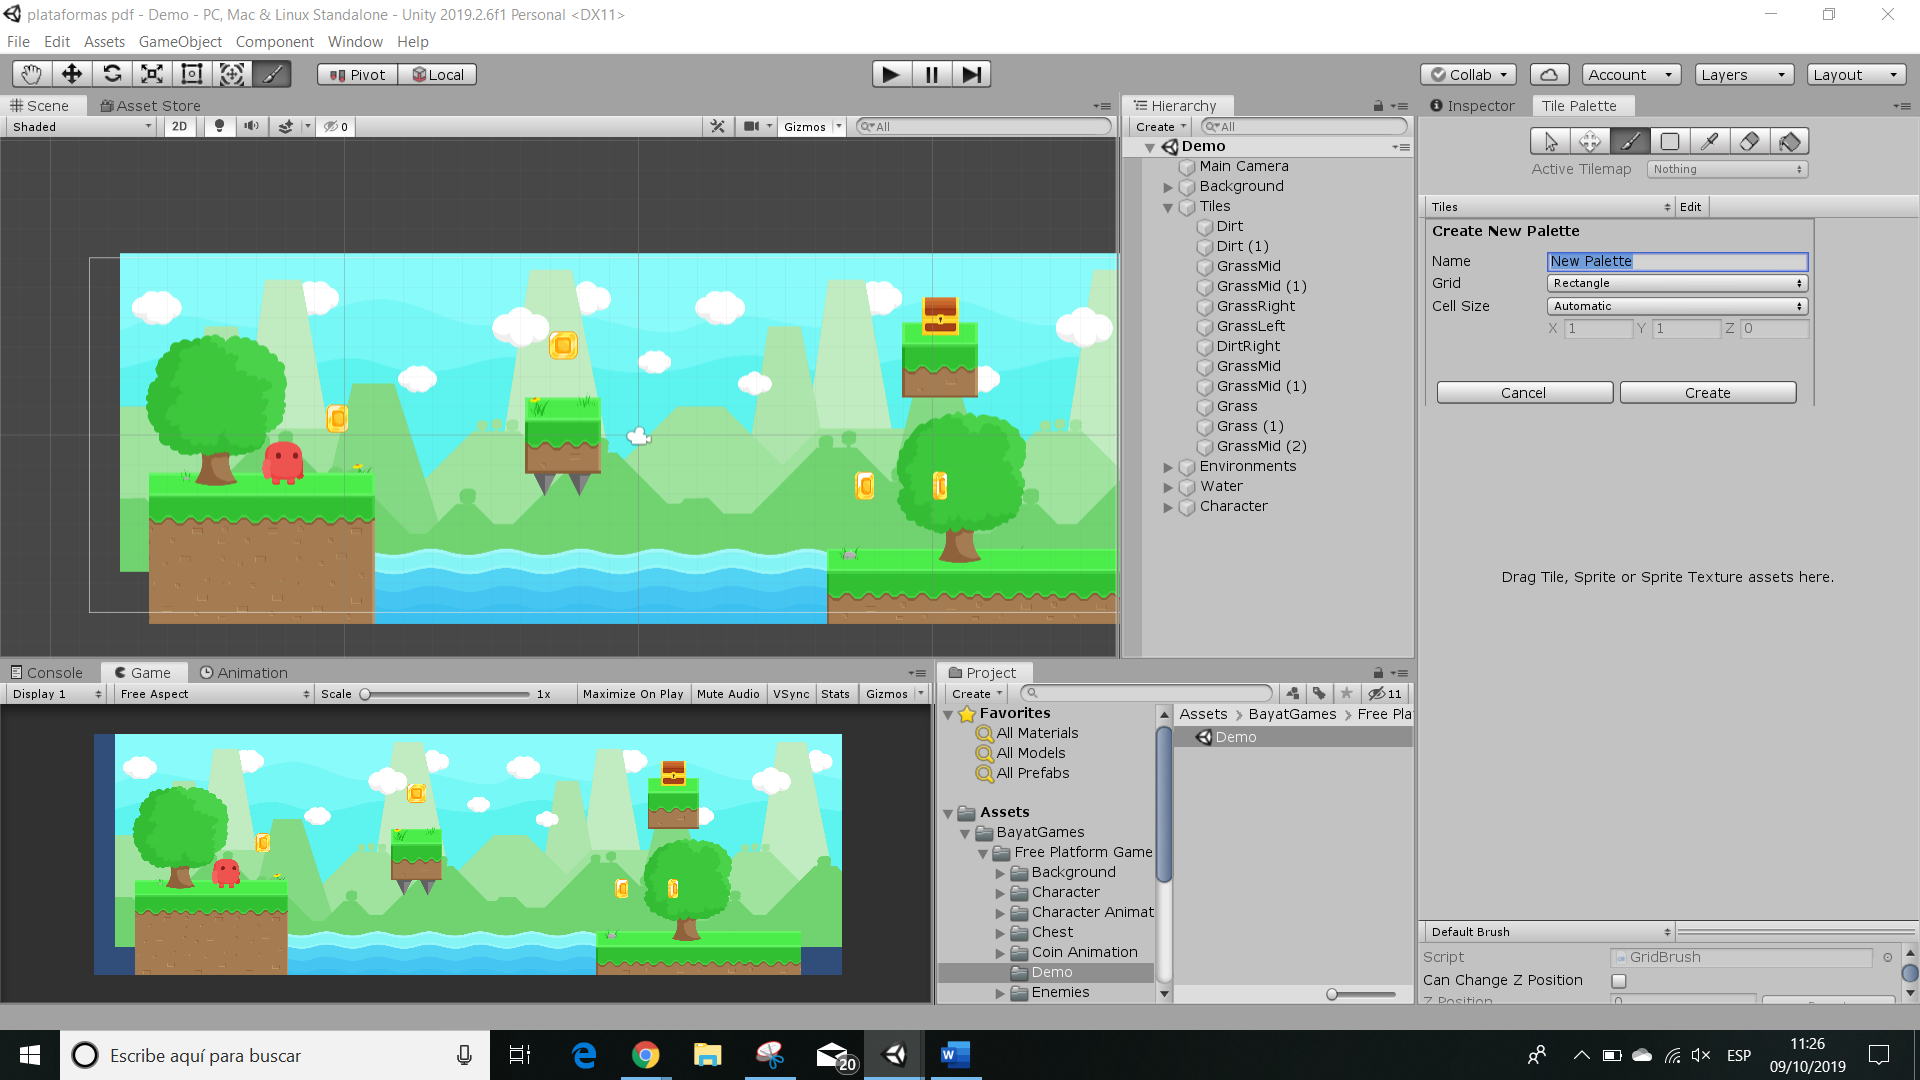 plataformas pdf - Demo - PC, Mac & Linux Standalone - Unity 2019.2.6f1 Personal <DX11>
File Edit Assets GameObject Component Window Help
Pivot Local
Collab Account Layers Layout
Scene Asset Store
Shaded 2D 0 Gizmos All
Hierarchy
Create All
Demo
Main Camera
Background
Tiles
Dirt
Dirt (1)
GrassMid
GrassMid (1)
GrassRight
GrassLeft
DirtRight
GrassMid
GrassMid (1)
Grass
Grass (1)
GrassMid (2)
Environments
Water
Character
Inspector Tile Palette
Active Tilemap Nothing
Tiles Edit
Create New Palette
Name New Palette
Grid Rectangle
Cell Size Automatic
X 1 Y 1 Z 0
Cancel Create
Drag Tile, Sprite or Sprite Texture assets here.
Default Brush
Script GridBrush
Can Change Z Position
Z Position 0
Console Game Animation
Display 1 Free Aspect Scale 1x Maximize On Play Mute Audio VSync Stats Gizmos
Project
Create 11
Favorites
All Materials
All Models
All Prefabs
Assets
BayatGames
Free Platform Game
Background
Character
Character Animat
Chest
Coin Animation
Demo
Enemies
Assets > BayatGames > Free Pla
Demo
Escribe aquí para buscar
20
ESP
11:26
09/10/2019